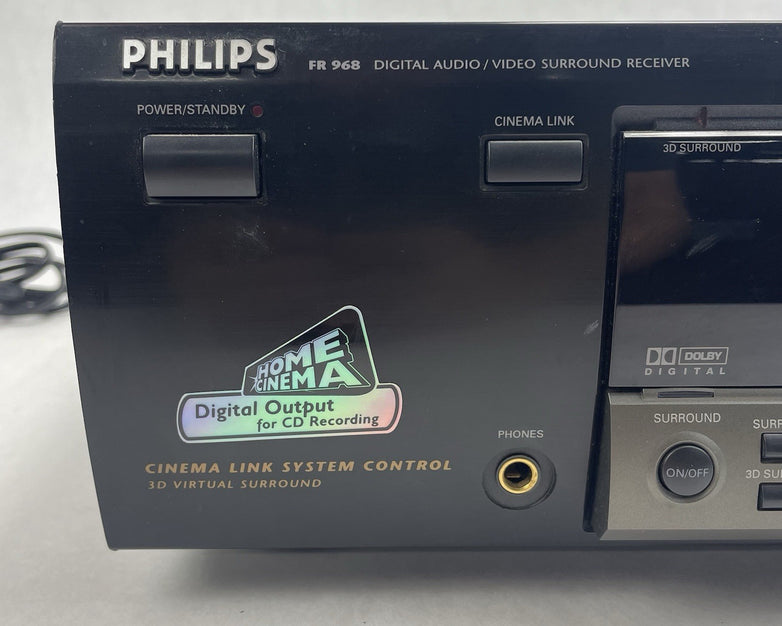 PHILIPS
FR 968 DIGITAL AUDIO / VIDEO SURROUND RECEIVER
POWER/STANDBY
CINEMA LINK
3D SURROUND
HOME
CINEMA
Digital Output
for CD Recording
DOLBY
DIGITAL
CINEMA LINK SYSTEM CONTROL
3D VIRTUAL SURROUND
PHONES
SURROUND
ON/OFF